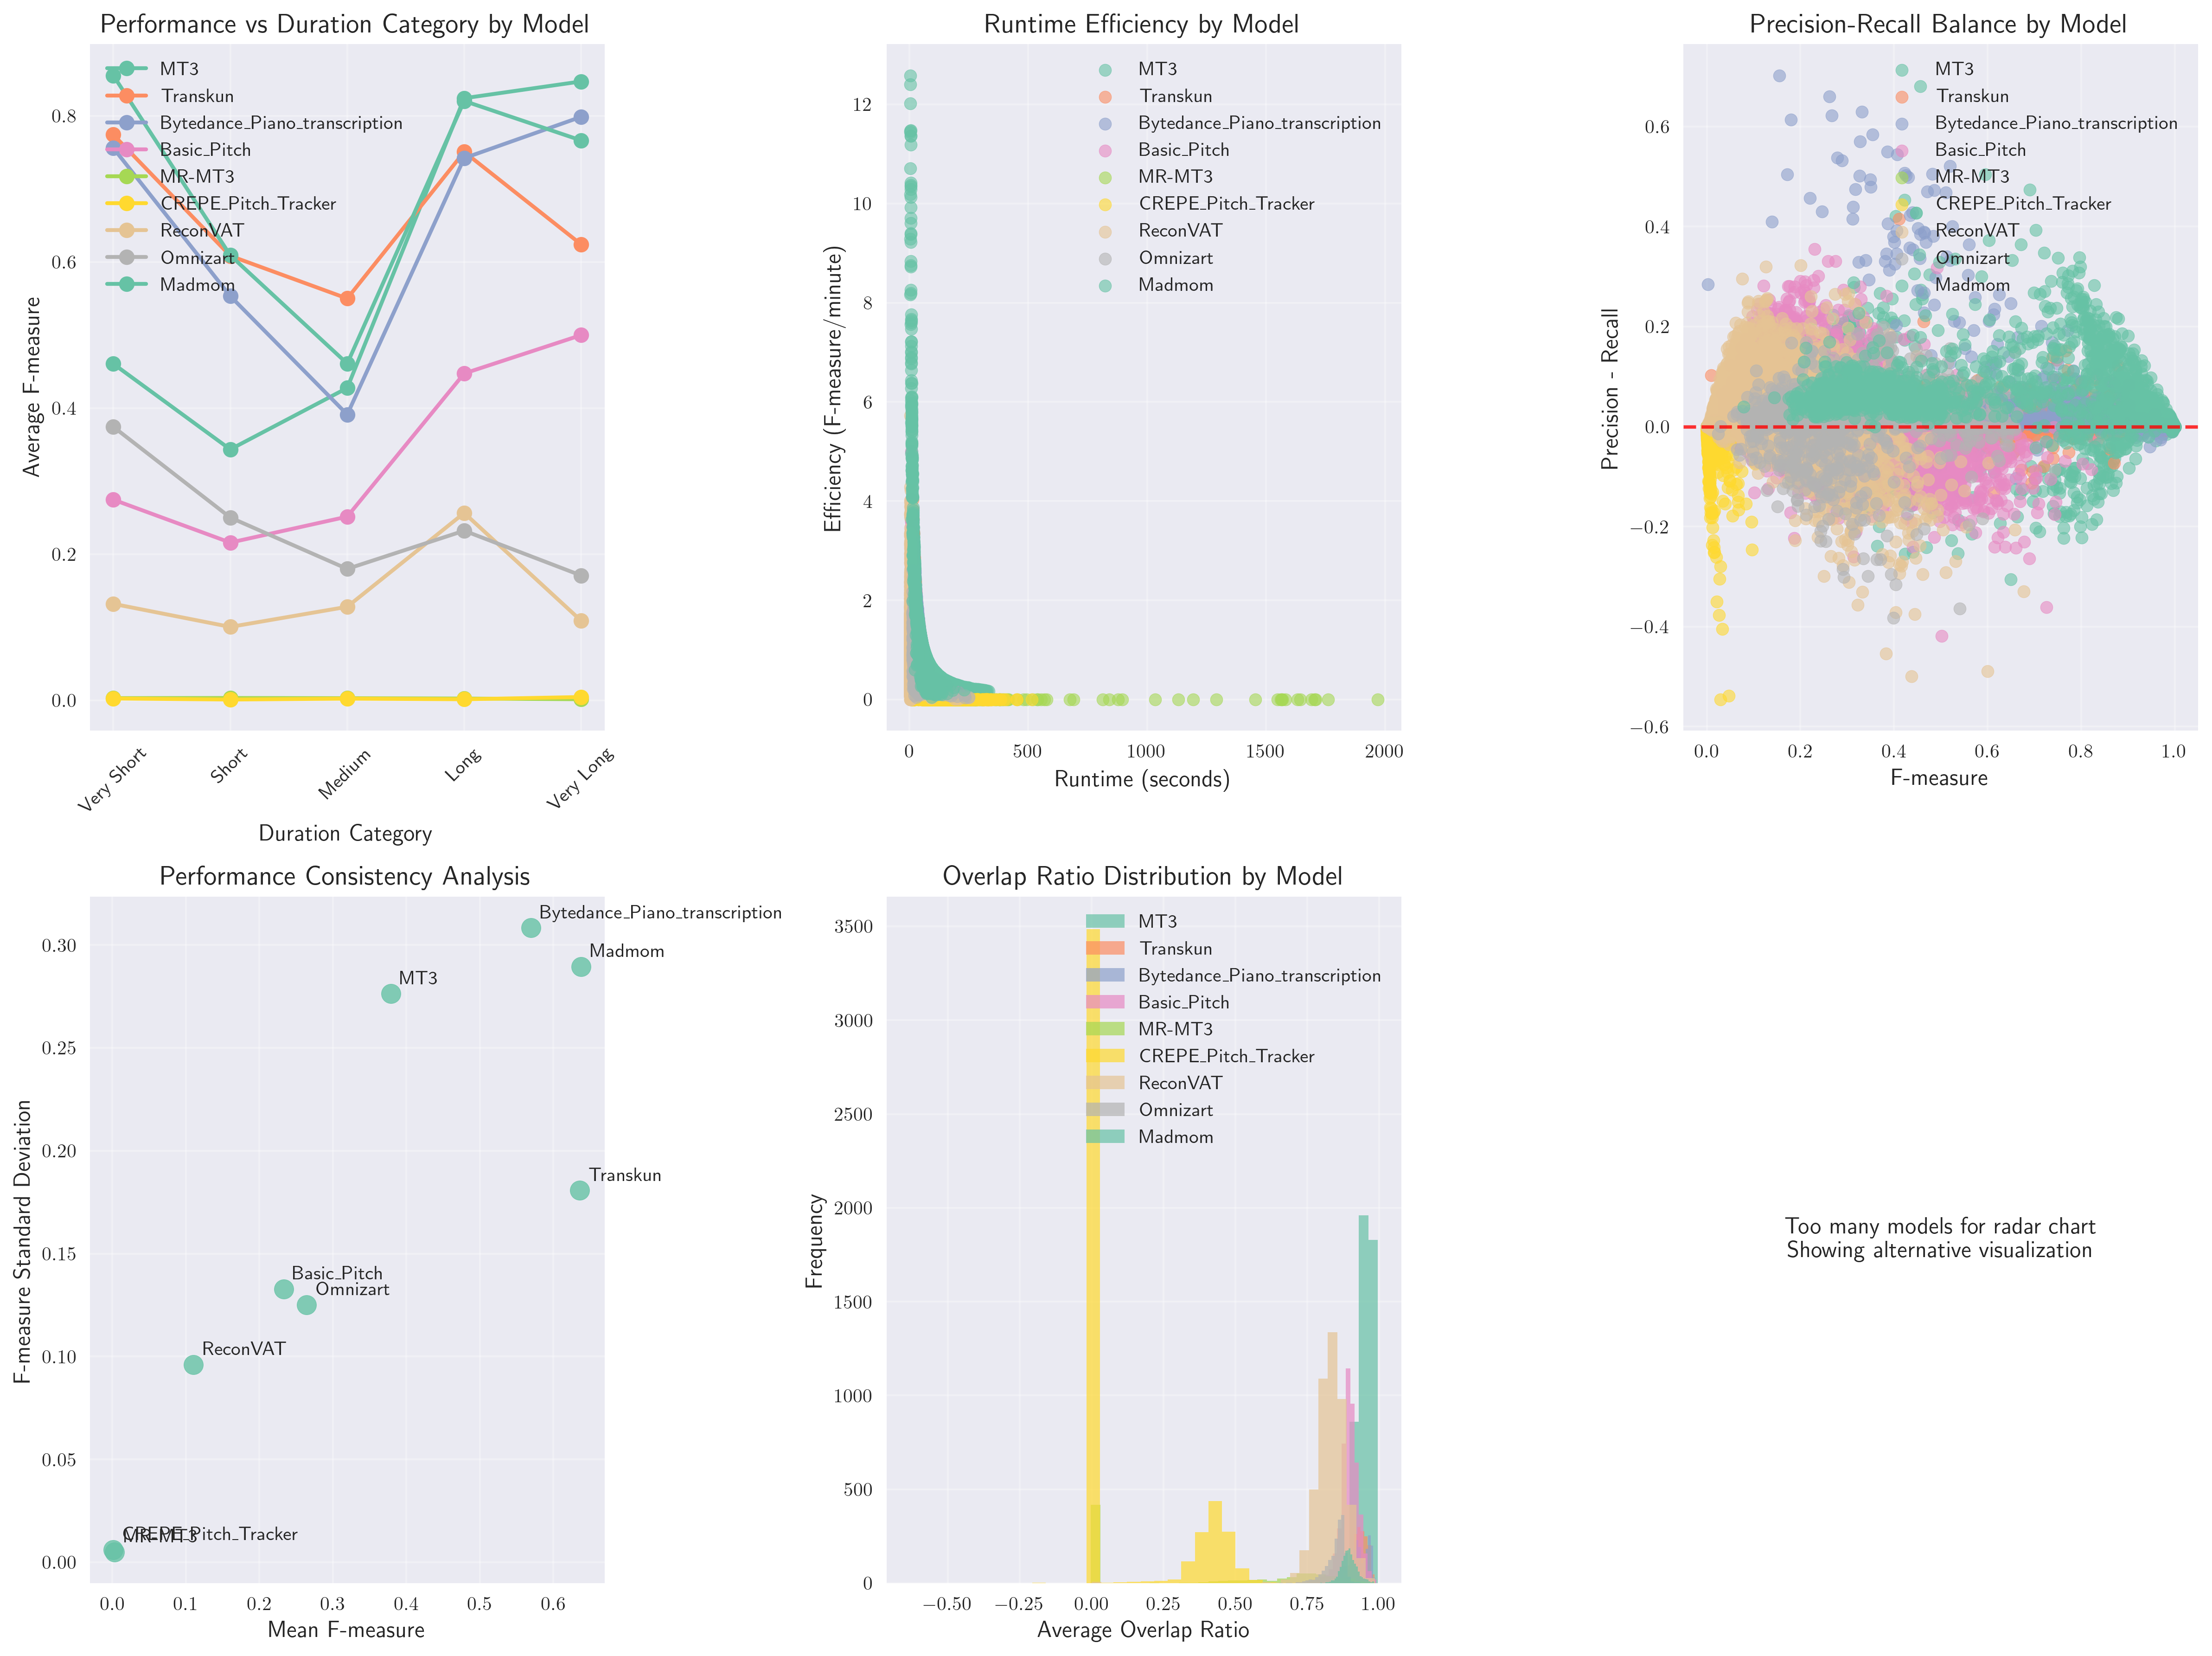 Performance vs Duration Category by Model
MT3
Transkun
Bytedance_Piano_transcription
Basic_Pitch
MR-MT3
CREPE_Pitch_Tracker
ReconVAT
Omnizart
Madmom
Average F-measure
0.8
0.6
0.4
0.2
0.0
Very Short
Short
Medium
Long
Very Long
Duration Category
Runtime Efficiency by Model
MT3
Transkun
Bytedance_Piano_transcription
Basic_Pitch
MR-MT3
CREPE_Pitch_Tracker
ReconVAT
Omnizart
Madmom
Efficiency (F-measure/minute)
12
10
8
6
4
2
0
0 500 1000 1500 2000
Runtime (seconds)
Precision-Recall Balance by Model
MT3
Transkun
Bytedance_Piano_transcription
Basic_Pitch
MR-MT3
CREPE_Pitch_Tracker
ReconVAT
Omnizart
Madmom
Precision - Recall
0.6
0.4
0.2
0.0
−0.2
−0.4
−0.6
0.0 0.2 0.4 0.6 0.8 1.0
F-measure
Performance Consistency Analysis
Bytedance_Piano_transcription
Madmom
MT3
Transkun
Basic_Pitch
Omnizart
ReconVAT
CREPE_Pitch_Tracker
MR-MT3
F-measure Standard Deviation
0.30
0.25
0.20
0.15
0.10
0.05
0.00
0.0 0.1 0.2 0.3 0.4 0.5 0.6
Mean F-measure
Overlap Ratio Distribution by Model
MT3
Transkun
Bytedance_Piano_transcription
Basic_Pitch
MR-MT3
CREPE_Pitch_Tracker
ReconVAT
Omnizart
Madmom
Frequency
3500
3000
2500
2000
1500
1000
500
0
−0.50 −0.25 0.00 0.25 0.50 0.75 1.00
Average Overlap Ratio
Too many models for radar chart
Showing alternative visualization